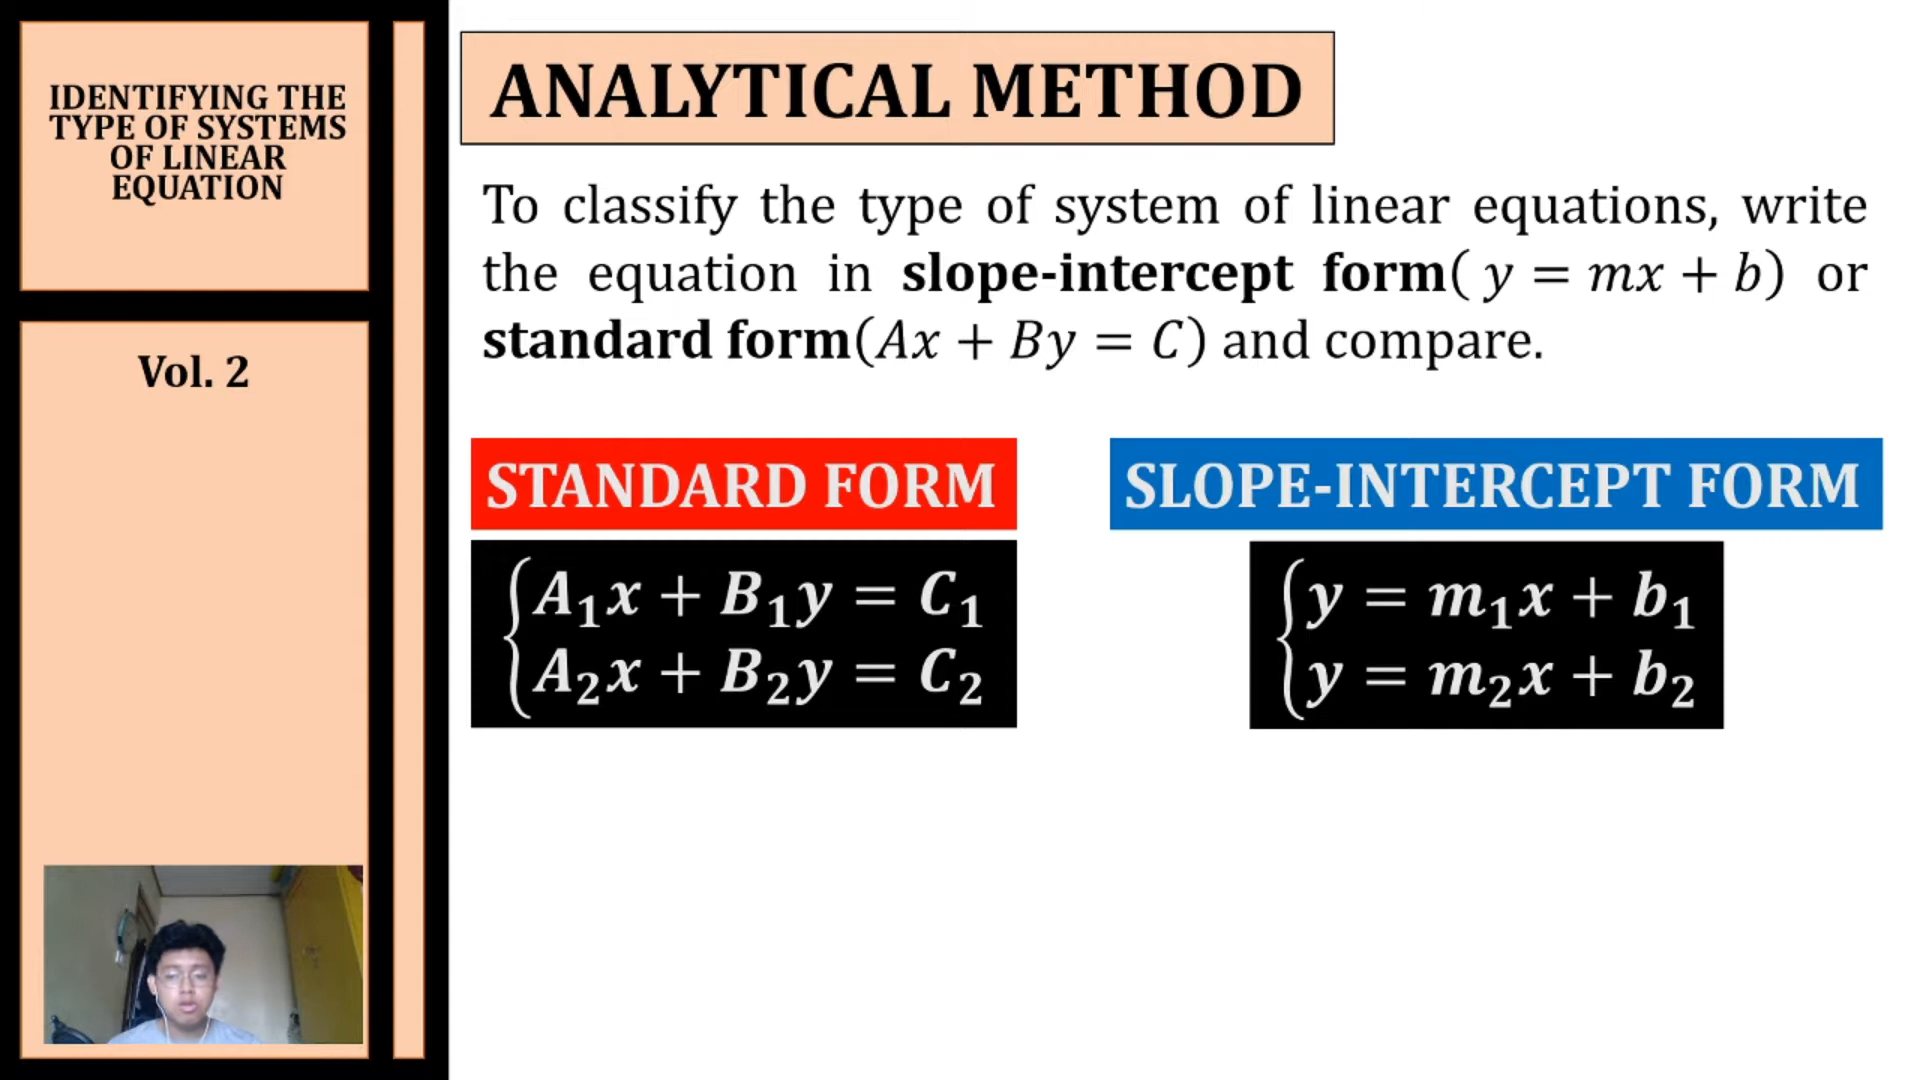 IDENTIFYING THE
TYPE OF SYSTEMS
OF LINEAR
EQUATION
Vol. 2
ANALYTICAL METHOD
To classify the type of system of linear equations, write
the equation in slope-intercept form( y = mx + b) or
standard form(Ax + By = C) and compare.
STANDARD FORM
A₁x + B₁y = C₁
A₂x + B₂y = C₂
SLOPE-INTERCEPT FORM
y = m₁x + b₁
y = m₂x + b₂